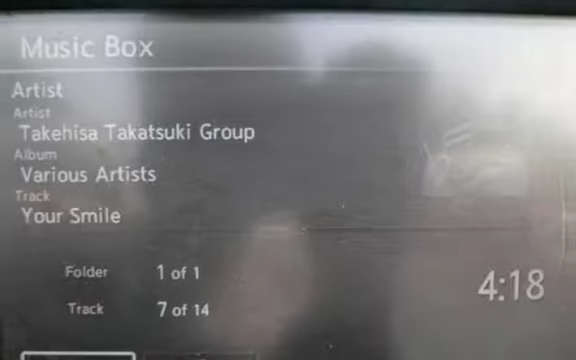 Music Box
Artist
Artist
Takehisa Takatsuki Group
Album
Various Artists
Track
Your Smile
Folder 1 of 1
Track 7 of 14
4:18